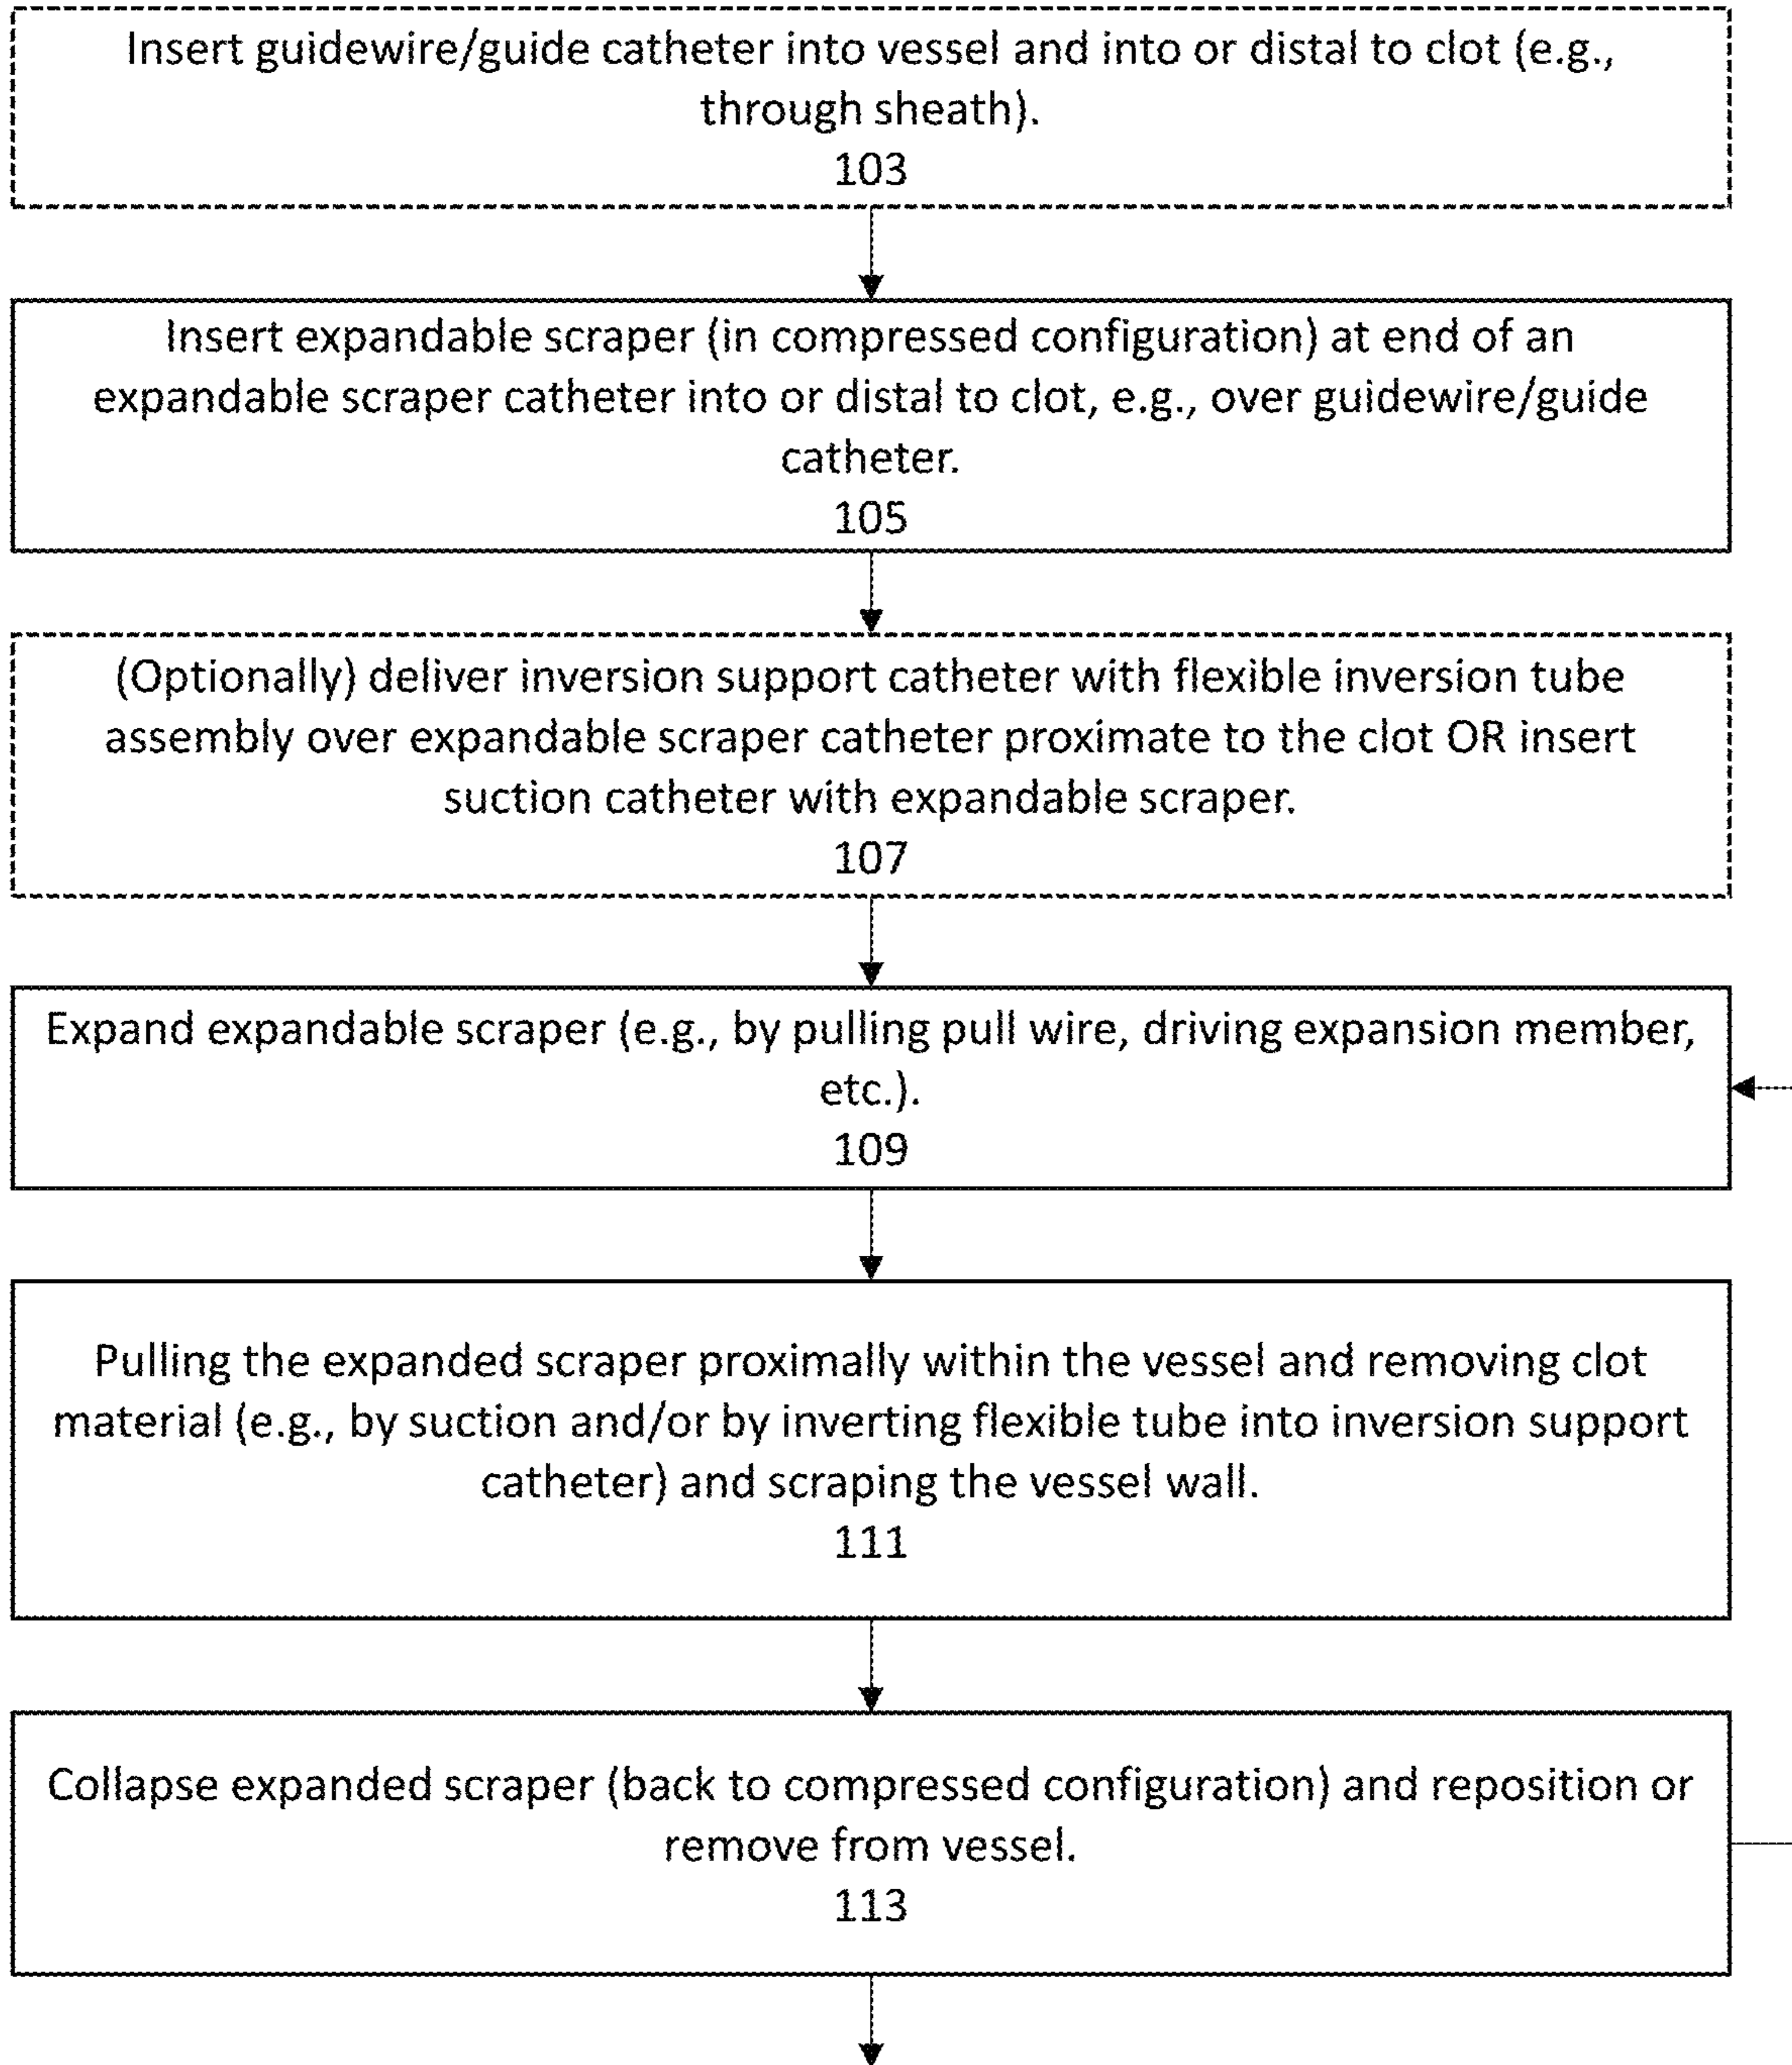 Insert guidewire/guide catheter into vessel and into or distal to clot (e.g.,
through sheath).
103
Insert expandable scraper (in compressed configuration) at end of an
expandable scraper catheter into or distal to clot, e.g., over guidewire/guide
catheter.
105
(Optionally) deliver inversion support catheter with flexible inversion tube
assembly over expandable scraper catheter proximate to the clot OR insert
suction catheter with expandable scraper.
107
Expand expandable scraper (e.g., by pulling pull wire, driving expansion member,
etc.).
109
Pulling the expanded scraper proximally within the vessel and removing clot
material (e.g., by suction and/or by inverting flexible tube into inversion support
catheter) and scraping the vessel wall.
111
Collapse expanded scraper (back to compressed configuration) and reposition or
remove from vessel.
113